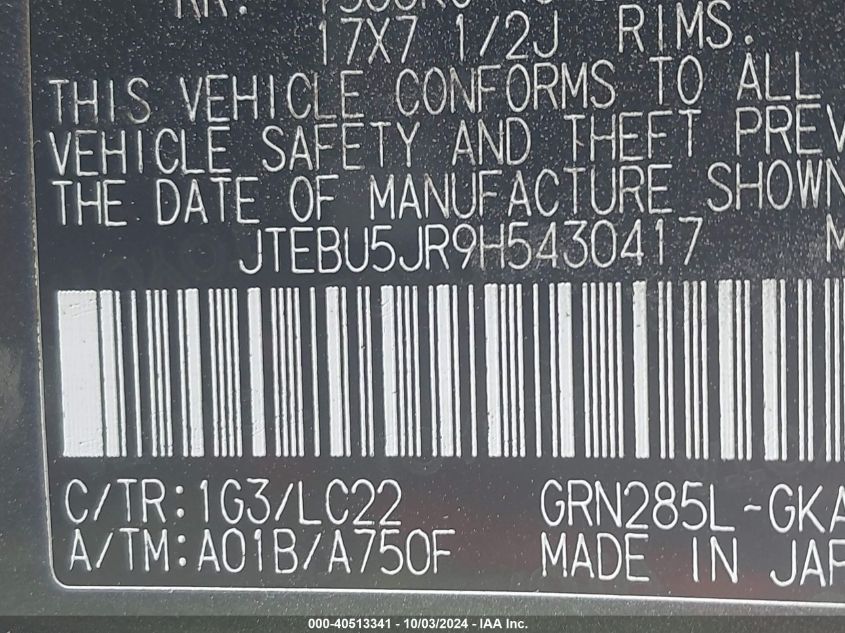 17X7 1/2J RIMS.
THIS VEHICLE CONFORMS TO ALL
VEHICLE SAFETY AND THEFT PREV
THE DATE OF MANUFACTURE SHOWN
JTEBU5JR9H5430417 M
C/TR:1G3/LC22 GRN285L-GKA
A/TM:A01B/A750F MADE IN JAP
000-40513341 - 10/03/2024 - IAA Inc.